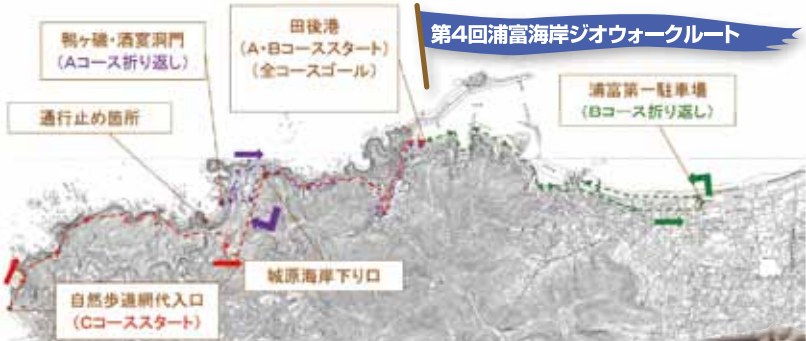 第4回浦富海岸ジオウォークルート
鴨ヶ磯・酒宴洞門
(Aコース折り返し)
田後港
(A・Bコーススタート)
(全コースゴール)
浦富第一駐車場
(Bコース折り返し)
通行止め箇所
城原海岸下り口
自然歩道網代入口
(Cコーススタート)